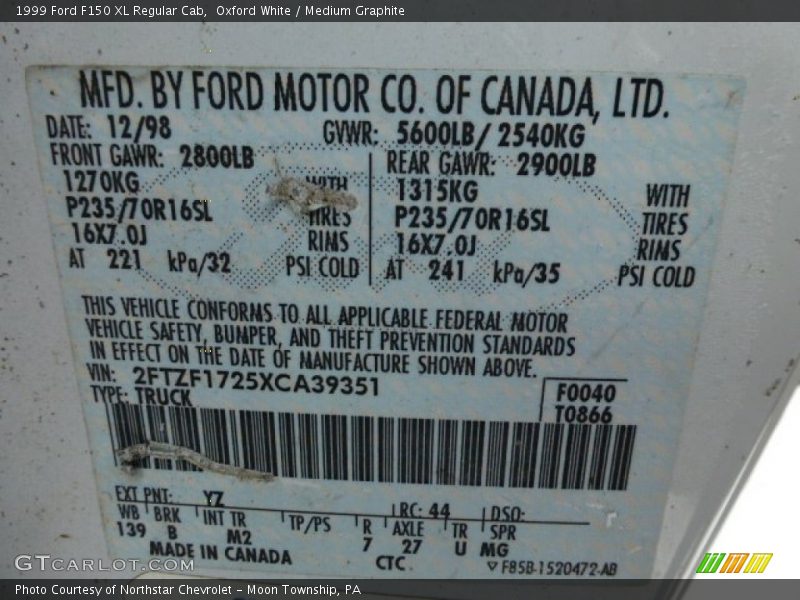 1999 Ford F150 XL Regular Cab,  Oxford White / Medium Graphite
MFD. BY FORD MOTOR CO. OF CANADA, LTD.
DATE: 12/98 GVWR: 5600LB/ 2540KG
FRONT GAWR: 2800LB REAR GAWR: 2900LB
1270KG WITH 1315KG WITH
P235/70R16SL TIRES P235/70R16SL TIRES
16X7.0J RIMS 16X7.0J RIMS
AT 221 kPa/32 PSI COLD AT 241 kPa/35 PSI COLD
THIS VEHICLE CONFORMS TO ALL APPLICABLE FEDERAL MOTOR
VEHICLE SAFETY, BUMPER, AND THEFT PREVENTION STANDARDS
IN EFFECT ON THE DATE OF MANUFACTURE SHOWN ABOVE.
VIN: 2FTZF1725XCA39351 F0040
TYPE: TRUCK T0866
EXT PNT: YZ RC: 44 DSO:
WB BRK INT TR TP/PS R AXLE TR SPR
139 B M2 7 27 U MG
MADE IN CANADA CTC ▽F85B-1520472-AB
GTCarLot.com
Photo Courtesy of Northstar Chevrolet – Moon Township, PA